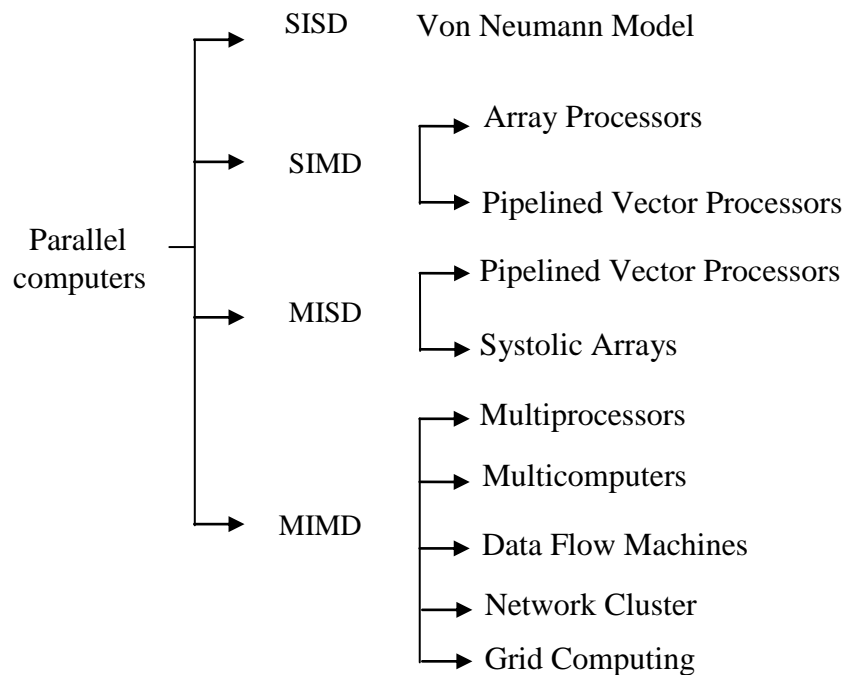 SISD Von Neumann Model
Array Processors
SIMD
Pipelined Vector Processors
Parallel
computers
Pipelined Vector Processors
MISD
Systolic Arrays
Multiprocessors
Multicomputers
MIMD
Data Flow Machines
Network Cluster
Grid Computing